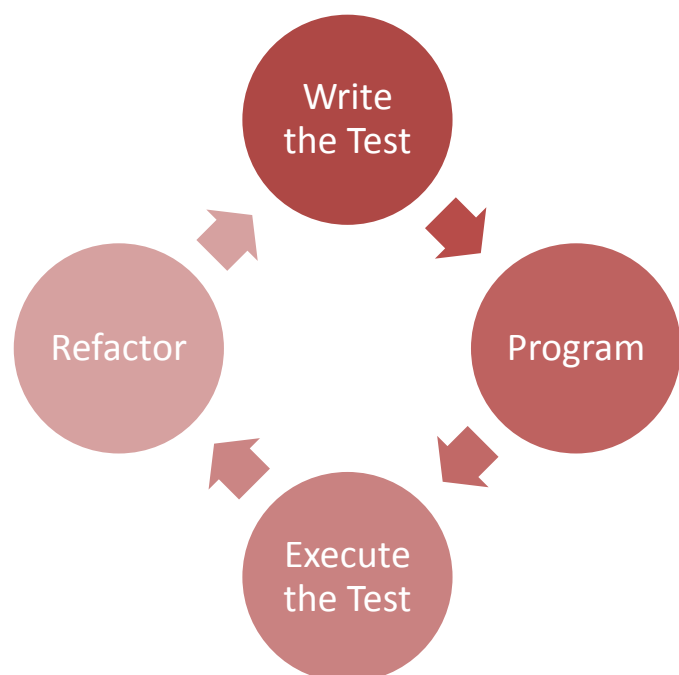 Write
the Test
Program
Execute
the Test
Refactor